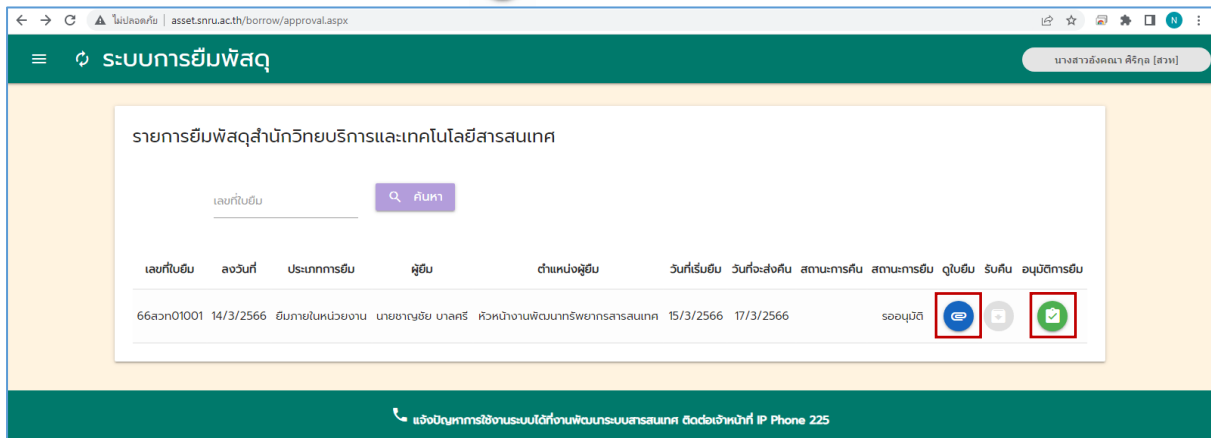 ไม่ปลอดภัย | asset.snru.ac.th/borrow/approval.aspx
N
ระบบการยืมพัสดุ
นางสาวอังคณา ศิริกุล [สวท]
รายการยืมพัสดุสำนักวิทยบริการและเทคโนโลยีสารสนเทศ
เลขที่ใบยืม
ค้นหา
เลขที่ใบยืม ลงวันที่ ประเภทการยืม ผู้ยืม ตำแหน่งผู้ยืม วันที่เริ่มยืม วันที่จะส่งคืน สถานะการคืน สถานะการยืม ดูใบยืม รับคืน อนุมัติการยืม
66สวท01001 14/3/2566 ยืมภายในหน่วยงาน นายชาญชัย บาลศรี หัวหน้างานพัฒนาทรัพยากรสารสนเทศ 15/3/2566 17/3/2566 รออนุมัติ
แจ้งปัญหาการใช้งานระบบได้ที่งานพัฒนาระบบสารสนเทศ ติดต่อเจ้าหน้าที่ IP Phone 225